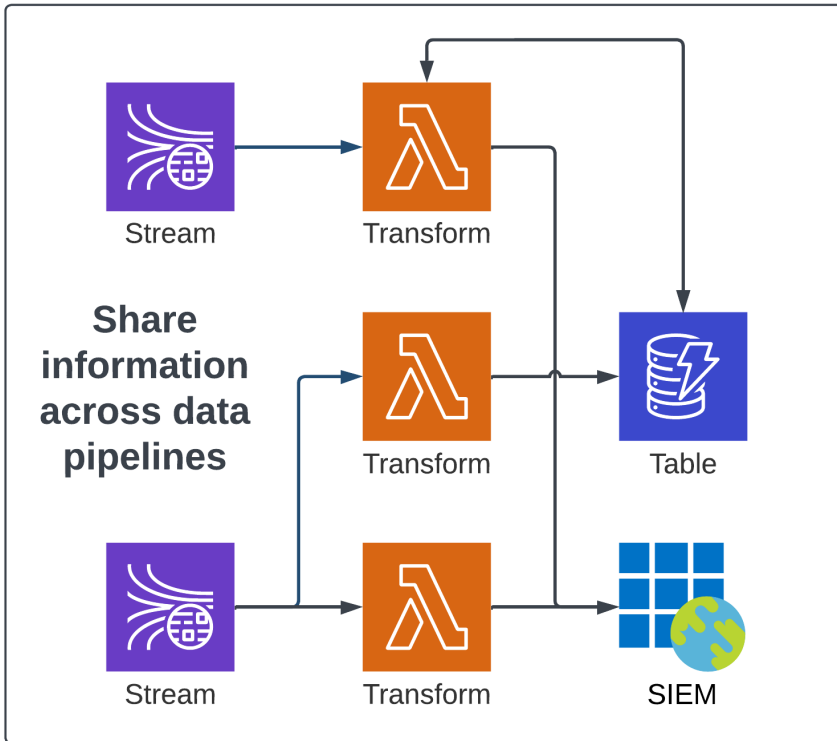 Stream
Transform
Share
information
across data
pipelines
Transform
Table
Stream
Transform
SIEM